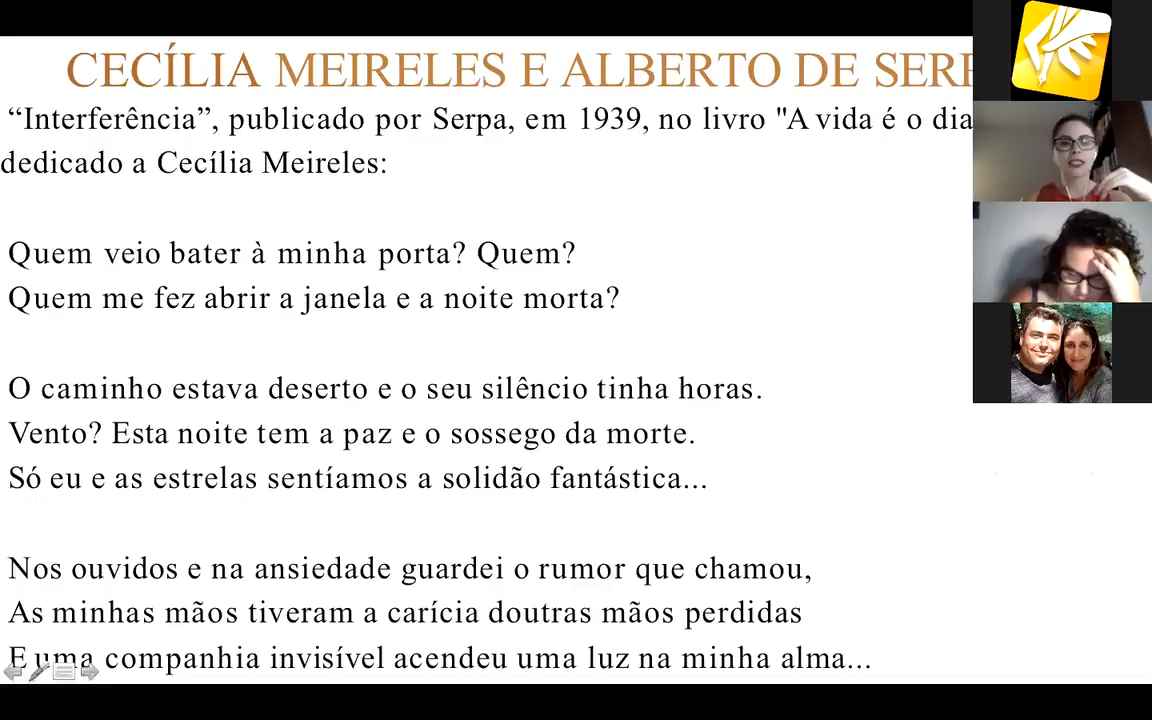 CECÍLIA MEIRELES E ALBERTO DE SERP
“Interferência”, publicado por Serpa, em 1939, no livro "A vida é o dia
dedicado a Cecília Meireles:
Quem veio bater à minha porta? Quem?
Quem me fez abrir a janela e a noite morta?
O caminho estava deserto e o seu silêncio tinha horas.
Vento? Esta noite tem a paz e o sossego da morte.
Só eu e as estrelas sentíamos a solidão fantástica...
Nos ouvidos e na ansiedade guardei o rumor que chamou,
As minhas mãos tiveram a carícia doutras mãos perdidas
E uma companhia invisível acendeu uma luz na minha alma...